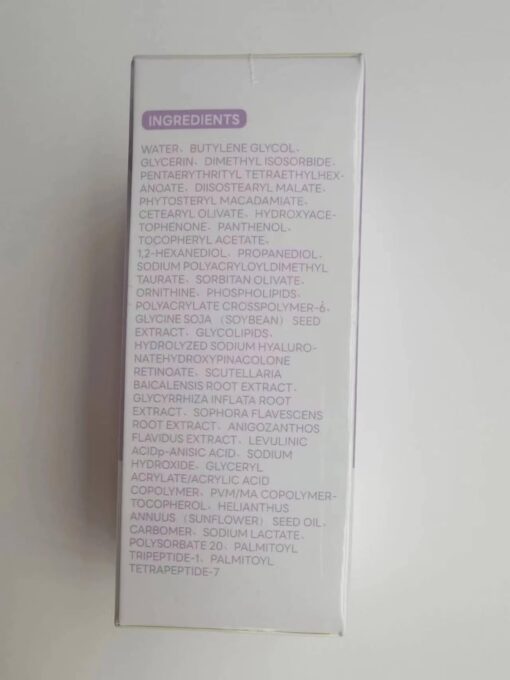 INGREDIENTS
WATER、BUTYLENE GLYCOL、
GLYCERIN、DIMETHYL ISOSORBIDE、
PENTAERYTHRITYL TETRAETHYLHEX-
ANOATE、DIISOSTEARYL MALATE、
PHYTOSTERYL MACADAMIATE、
CETEARYL OLIVATE、HYDROXYACE-
TOPHENONE、PANTHENOL、
TOCOPHERYL ACETATE、
1,2-HEXANEDIOL、PROPANEDIOL、
SODIUM POLYACRYLOYLDIMETHYL
TAURATE、SORBITAN OLIVATE、
ORNITHINE、PHOSPHOLIPIDS、
POLYACRYLATE CROSSPOLYMER-6、
GLYCINE SOJA （SOYBEAN） SEED
EXTRACT、GLYCOLIPIDS、
HYDROLYZED SODIUM HYALURO-
NATEHYDROXYPINACOLONE
RETINOATE、SCUTELLARIA
BAICALENSIS ROOT EXTRACT、
GLYCYRRHIZA INFLATA ROOT
EXTRACT、SOPHORA FLAVESCENS
ROOT EXTRACT、ANIGOZANTHOS
FLAVIDUS EXTRACT、LEVULINIC
ACIDp-ANISIC ACID、SODIUM
HYDROXIDE、GLYCERYL
ACRYLATE/ACRYLIC ACID
COPOLYMER、PVM/MA COPOLYMER-
TOCOPHEROL、HELIANTHUS
ANNUUS （SUNFLOWER） SEED OIL、
CARBOMER、SODIUM LACTATE、
POLYSORBATE 20、PALMITOYL
TRIPEPTIDE-1、PALMITOYL
TETRAPEPTIDE-7